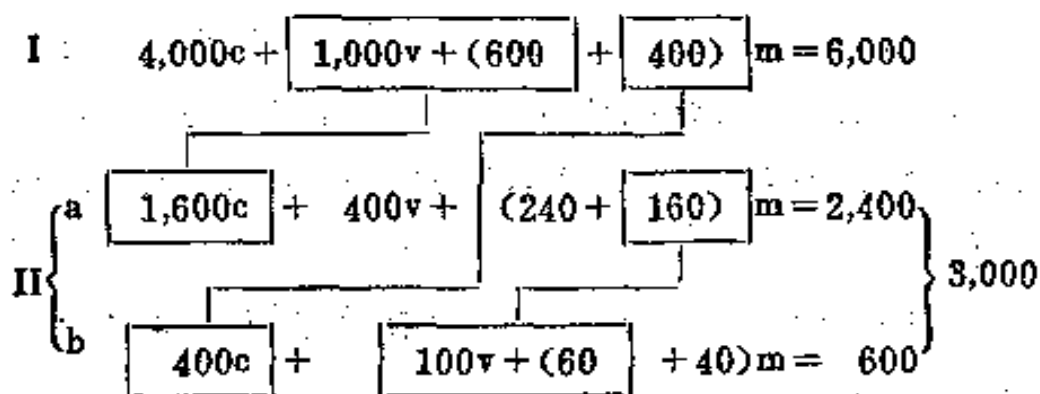 I : 4,000c + 1,000v + (600 + 400) m = 6,000
a 1,600c + 400v + (240 + 160) m = 2,400
II 3,000
b 400c + 100v + (60 + 40) m = 600